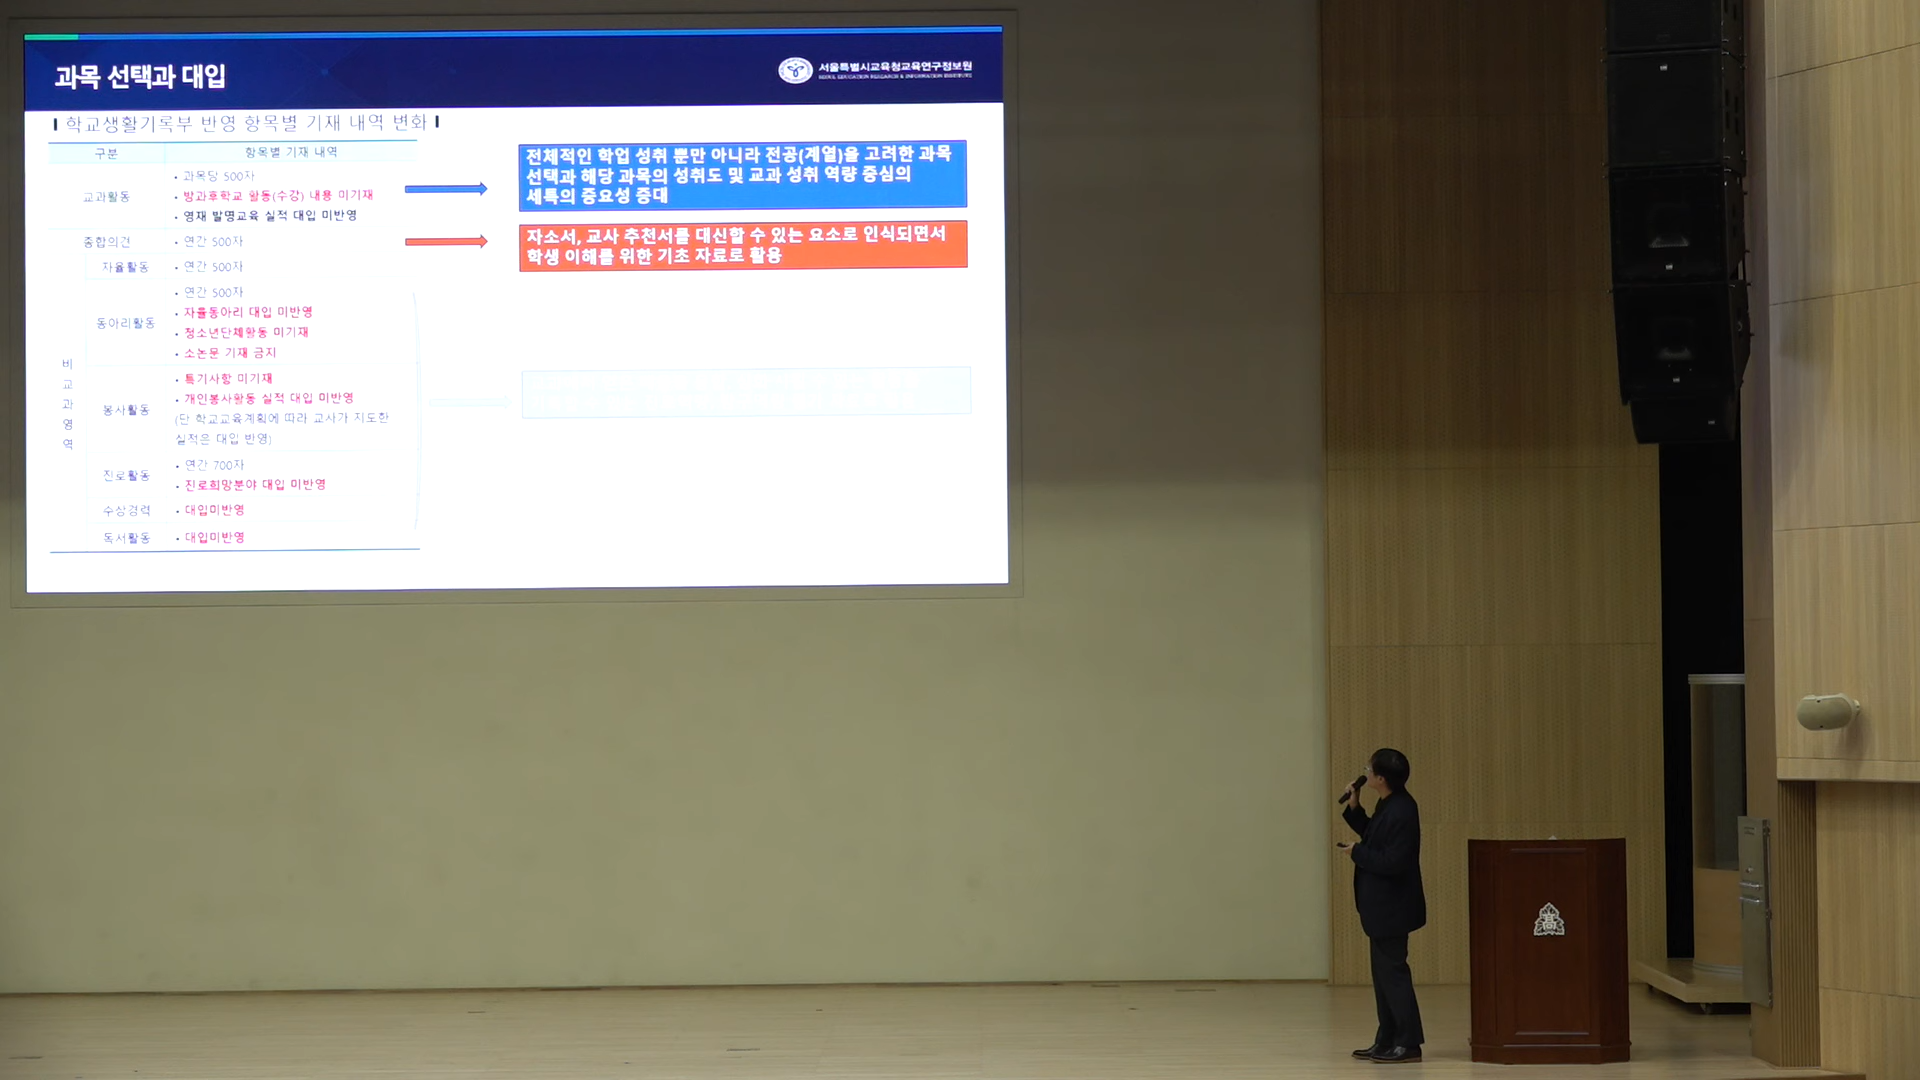 과목 선택과 대입
서울특별시교육청교육연구정보원
SEOUL EDUCATION RESEARCH & INFORMATION INSTITUTE
학교생활기록부 반영 항목별 기재 내역 변화
구분
항목별 기재 내역
교과활동
• 과목당 500자
• 방과후학교 활동(수강) 내용 미기재
• 영재 발명교육 실적 대입 미반영
종합의견
• 연간 500자
비교과영역
자율활동
• 연간 500자
동아리활동
• 연간 500자
• 자율동아리 대입 미반영
• 청소년단체활동 미기재
• 소논문 기재 금지
봉사활동
• 특기사항 미기재
• 개인봉사활동 실적 대입 미반영
(단 학교교육계획에 따라 교사가 지도한
실적은 대입 반영)
진로활동
• 연간 700자
• 진로희망분야 대입 미반영
수상경력
• 대입미반영
독서활동
• 대입미반영
전체적인 학업 성취 뿐만 아니라 전공(계열)을 고려한 과목
선택과 해당 과목의 성취도 및 교과 성취 역량 중심의
세특의 중요성 증대
자소서, 교사 추천서를 대신할 수 있는 요소로 인식되면서
학생 이해를 위한 기초 자료로 활용
高